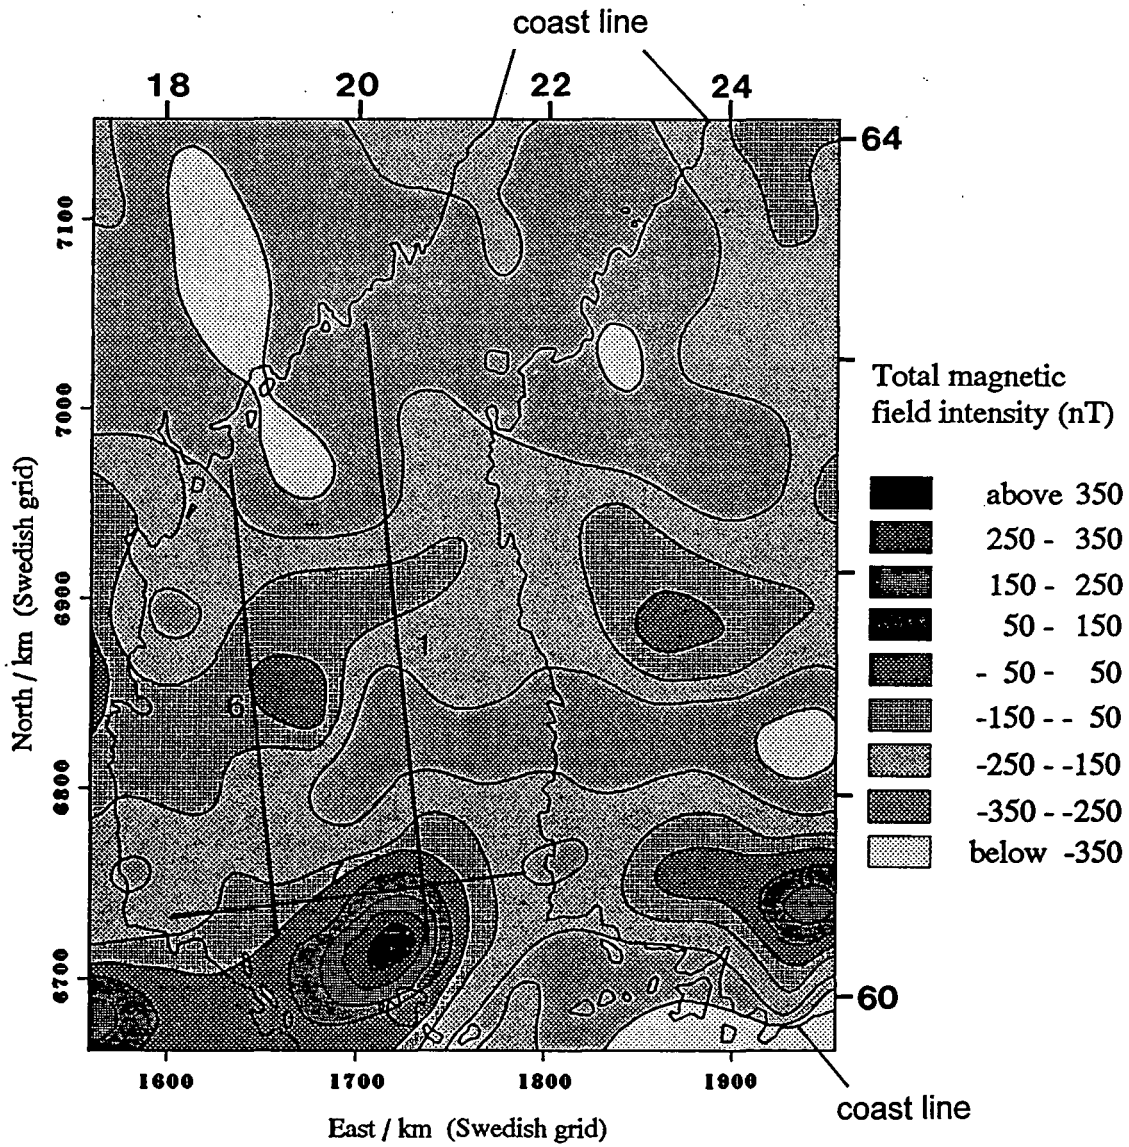 coast line
18 20 22 24
64
7100
7000
6900
6800
6700
North / km (Swedish grid)
1
6
Total magnetic
field intensity (nT)
above 350
250 - 350
150 - 250
50 - 150
- 50 - 50
-150 - - 50
-250 - -150
-350 - -250
below -350
60
1600 1700 1800 1900
East / km (Swedish grid)
coast line